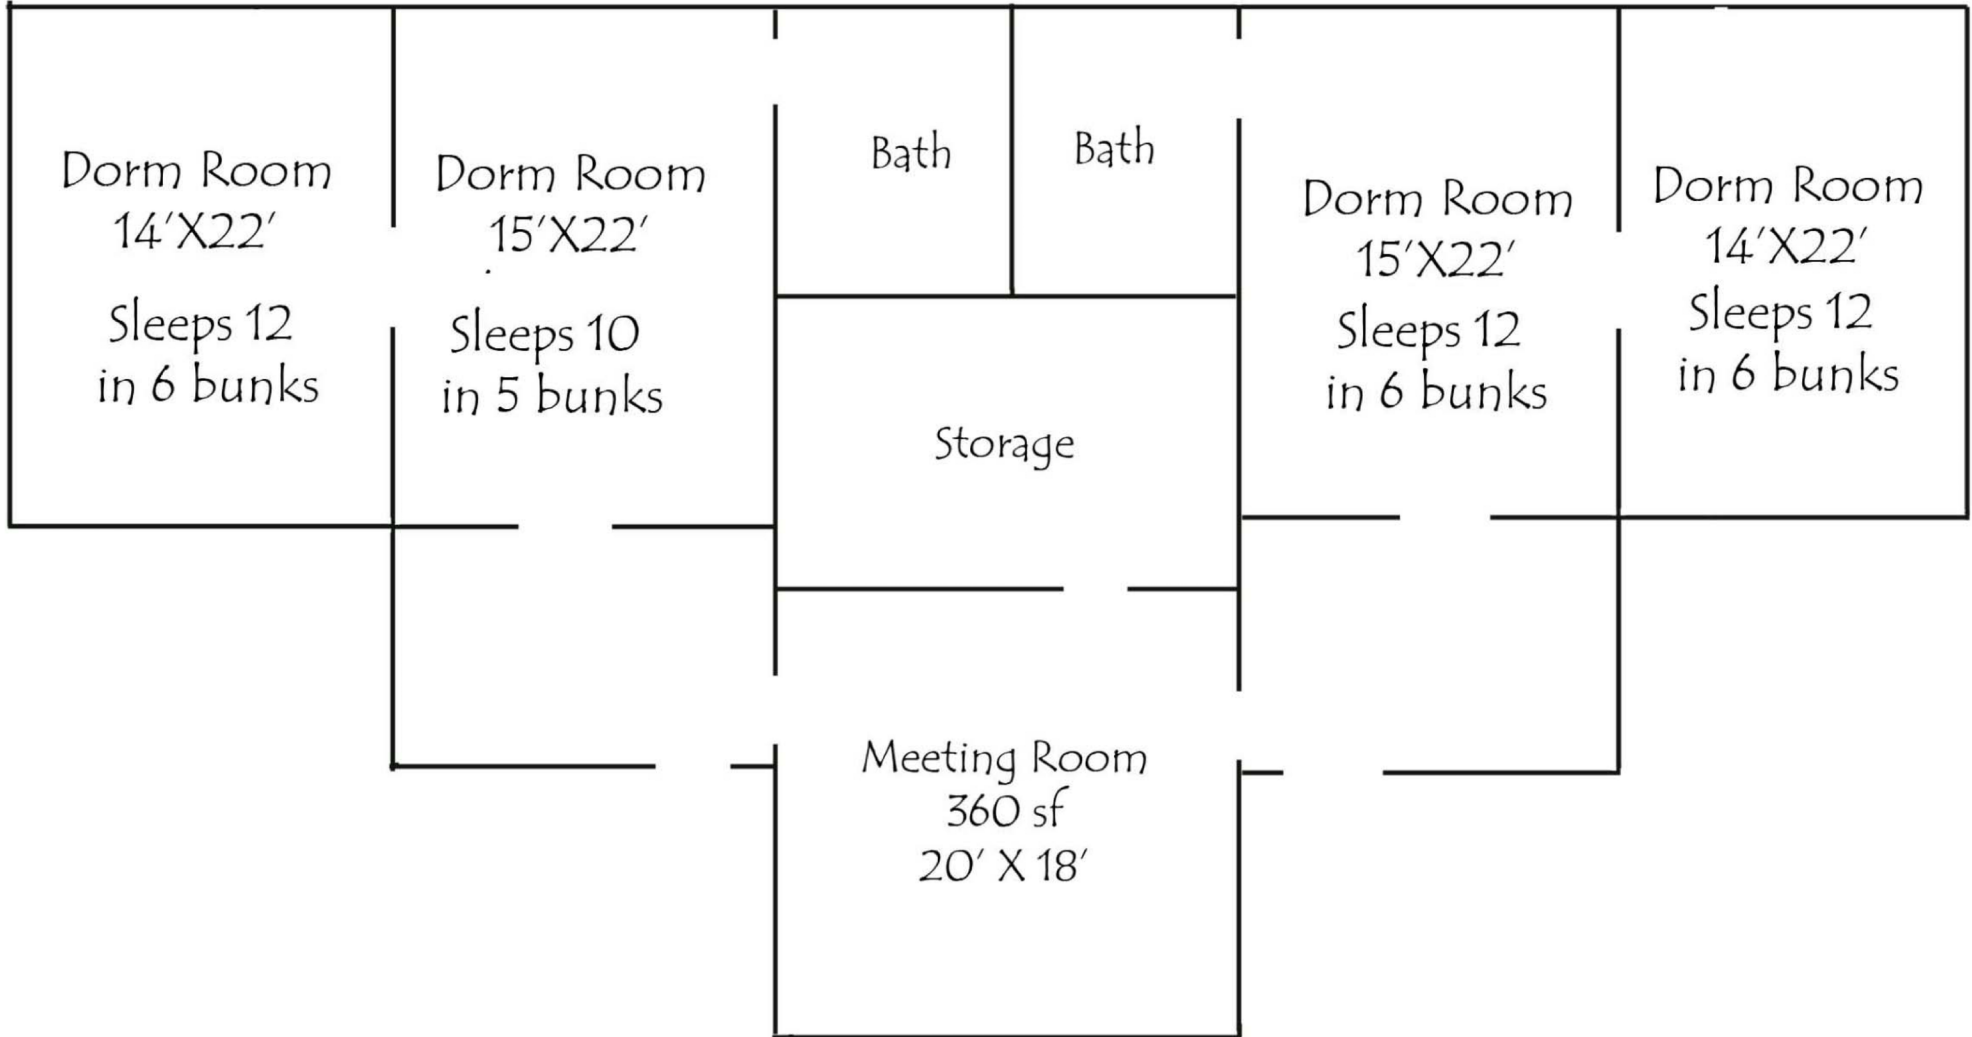 Dorm Room
14'X22'
Sleeps 12
in 6 bunks
Dorm Room
15'X22'
Sleeps 10
in 5 bunks
Bath
Bath
Storage
Meeting Room
360 sf
20' X 18'
Dorm Room
15'X22'
Sleeps 12
in 6 bunks
Dorm Room
14'X22'
Sleeps 12
in 6 bunks